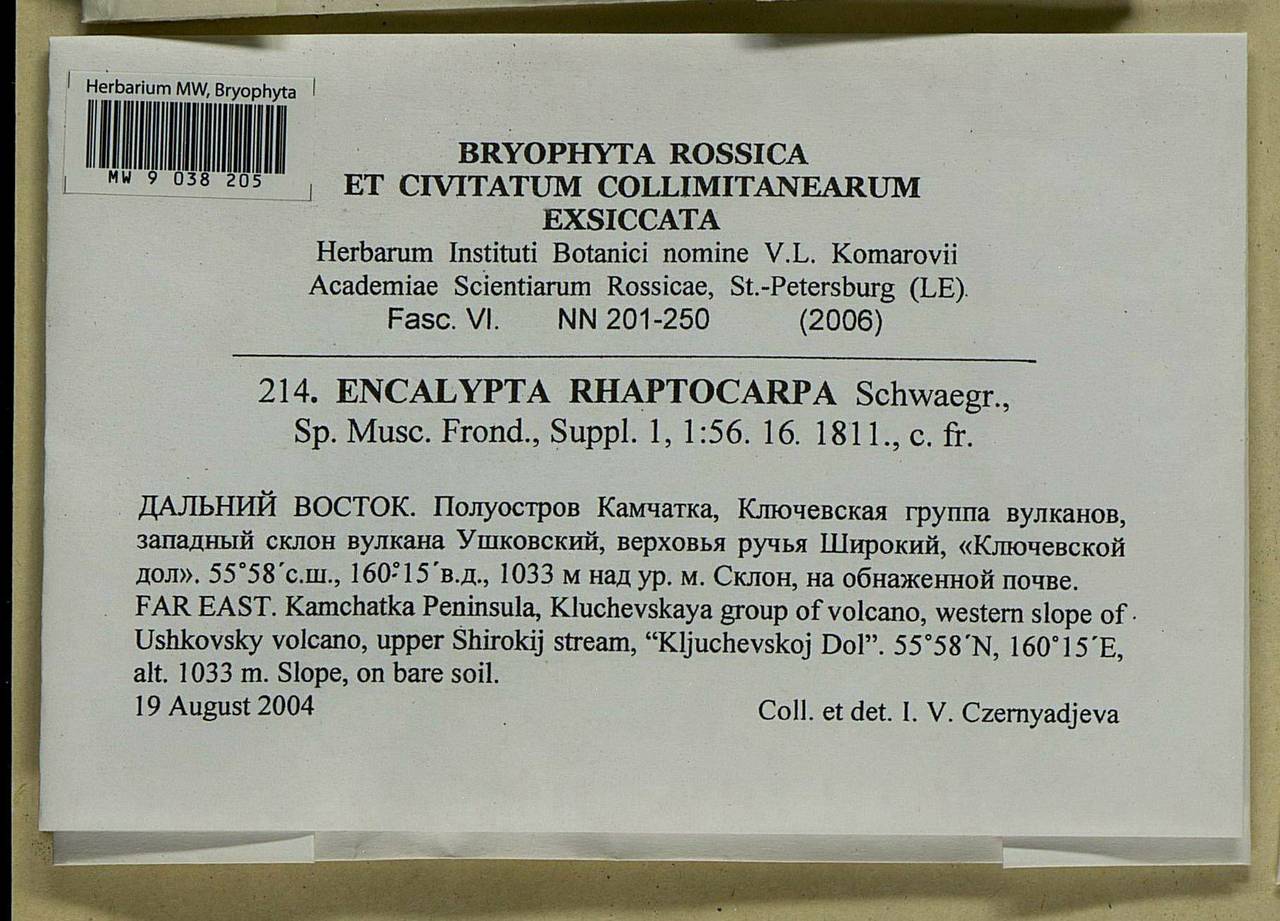 Herbarium MW, Bryophyta
MW 9 038 205
BRYOPHYTA ROSSICA
ET CIVITATUM COLLIMITANEARUM
EXSICCATA
Herbarum Instituti Botanici nomine V.L. Komarovii
Academiae Scientiarum Rossicae, St.-Petersburg (LE).
Fasc. VI. NN 201-250 (2006)
214. ENCALYPTA RHAPTOCARPA Schwaegr.,
Sp. Musc. Frond., Suppl. 1, 1:56. 16. 1811., c. fr.
ДАЛЬНИЙ ВОСТОК. Полуостров Камчатка, Ключевская группа вулканов,
западный склон вулкана Ушковский, верховья ручья Широкий, «Ключевской
дол». 55°58´с.ш., 160°15´в.д., 1033 м над ур. м. Склон, на обнаженной почве.
FAR EAST. Kamchatka Peninsula, Kluchevskaya group of volcano, western slope of
Ushkovsky volcano, upper Shirokij stream, “Kljuchevskoj Dol”. 55°58´N, 160°15´E,
alt. 1033 m. Slope, on bare soil.
19 August 2004 Coll. et det. I. V. Czernyadjeva